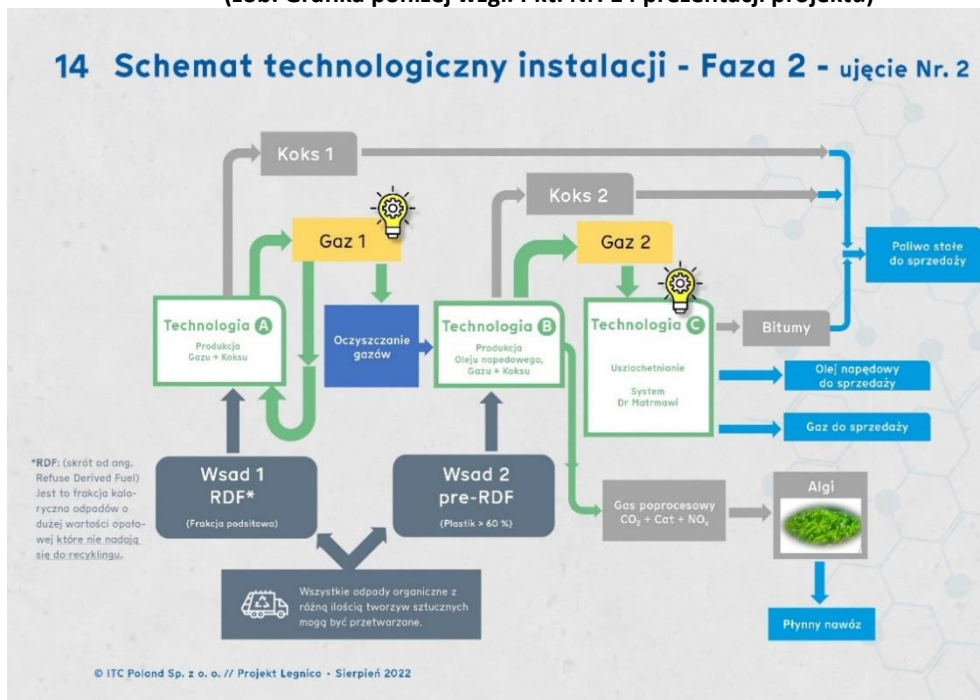 14 Schemat technologiczny instalacji - Faza 2 - ujęcie Nr. 2
Koks 1
Koks 2
Gaz 1
Gaz 2
Paliwo stałe
do sprzedaży
Technologia A
Produkcja
Gazu + Koksu
Oczyszczanie
gazów
Technologia B
Produkcja
Oleju napedowego,
Gazu + Koksu
Technologia C
Uszlachetnianie
System
Dr Matrmawi
Bitumy
Olej napędowy
do sprzedaży
Gaz do sprzedaży
*RDF: (skrót od ang.
Refuse Derived Fuel)
Jest to frakcja kalo-
ryczna odpadów o
dużej wartości opało-
wej które nie nadają
się do recyklingu.
Wsad 1
RDF*
(Frakcja podsitowa)
Wsad 2
pre-RDF
(Plastik > 60 %)
Gas poprocesowy
CO₂ + Cat + NOₓ
Algi
Wszystkie odpady organiczne z
różną ilością tworzyw sztucznych
mogą być przetwarzane.
Płynny nawóz
© ITC Poland Sp. z o. o. // Projekt Legnica - Sierpień 2022